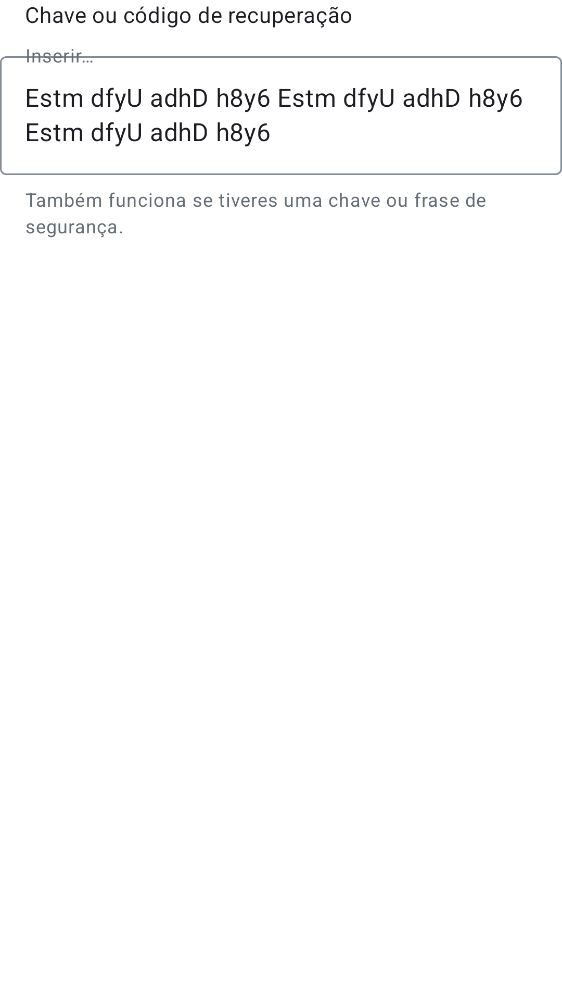 Chave ou código de recuperação
Inserir…
Estm dfyU adhD h8y6 Estm dfyU adhD h8y6
Estm dfyU adhD h8y6
Também funciona se tiveres uma chave ou frase de
segurança.